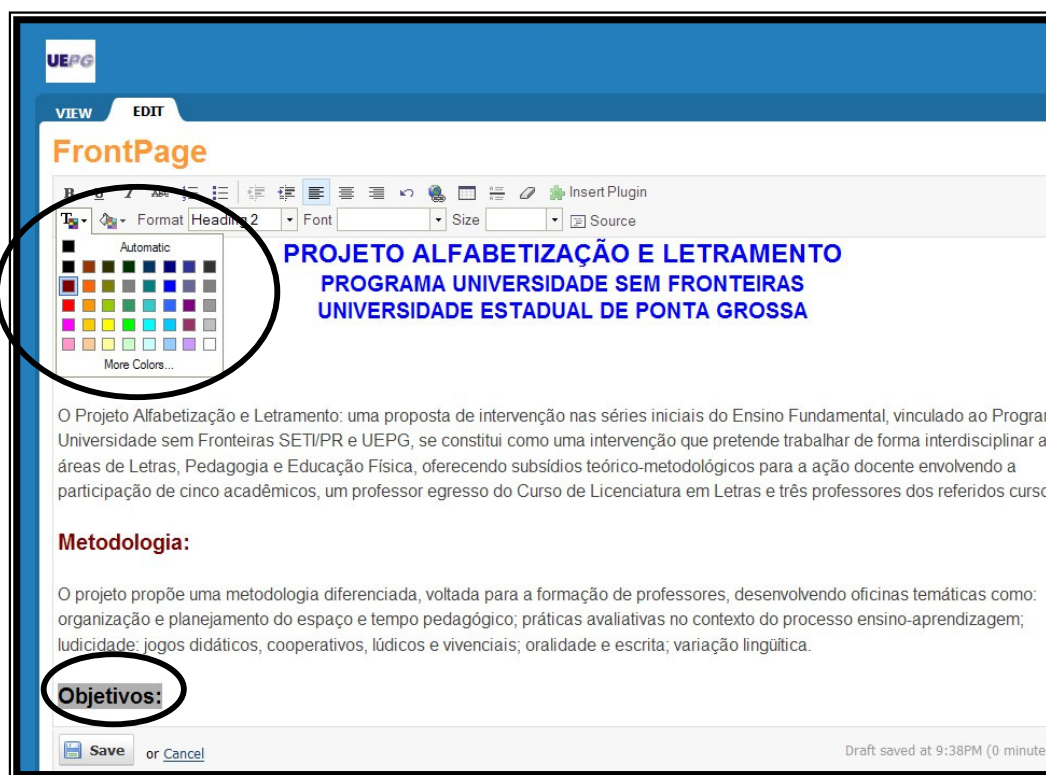 UEPG
VIEW EDIT
FrontPage
B U I ABC Insert Plugin
T Format Heading 2 Font Size Source
Automatic
More Colors...
PROJETO ALFABETIZAÇÃO E LETRAMENTO
PROGRAMA UNIVERSIDADE SEM FRONTEIRAS
UNIVERSIDADE ESTADUAL DE PONTA GROSSA
O Projeto Alfabetização e Letramento: uma proposta de intervenção nas séries iniciais do Ensino Fundamental, vinculado ao Progra
Universidade sem Fronteiras SETI/PR e UEPG, se constitui como uma intervenção que pretende trabalhar de forma interdisciplinar a
áreas de Letras, Pedagogia e Educação Física, oferecendo subsídios teórico-metodológicos para a ação docente envolvendo a
participação de cinco acadêmicos, um professor egresso do Curso de Licenciatura em Letras e três professores dos referidos curso
Metodologia:
O projeto propõe uma metodologia diferenciada, voltada para a formação de professores, desenvolvendo oficinas temáticas como:
organização e planejamento do espaço e tempo pedagógico; práticas avaliativas no contexto do processo ensino-aprendizagem;
ludicidade: jogos didáticos, cooperativos, lúdicos e vivenciais; oralidade e escrita; variação lingüítica.
Objetivos:
Save or Cancel Draft saved at 9:38PM (0 minute